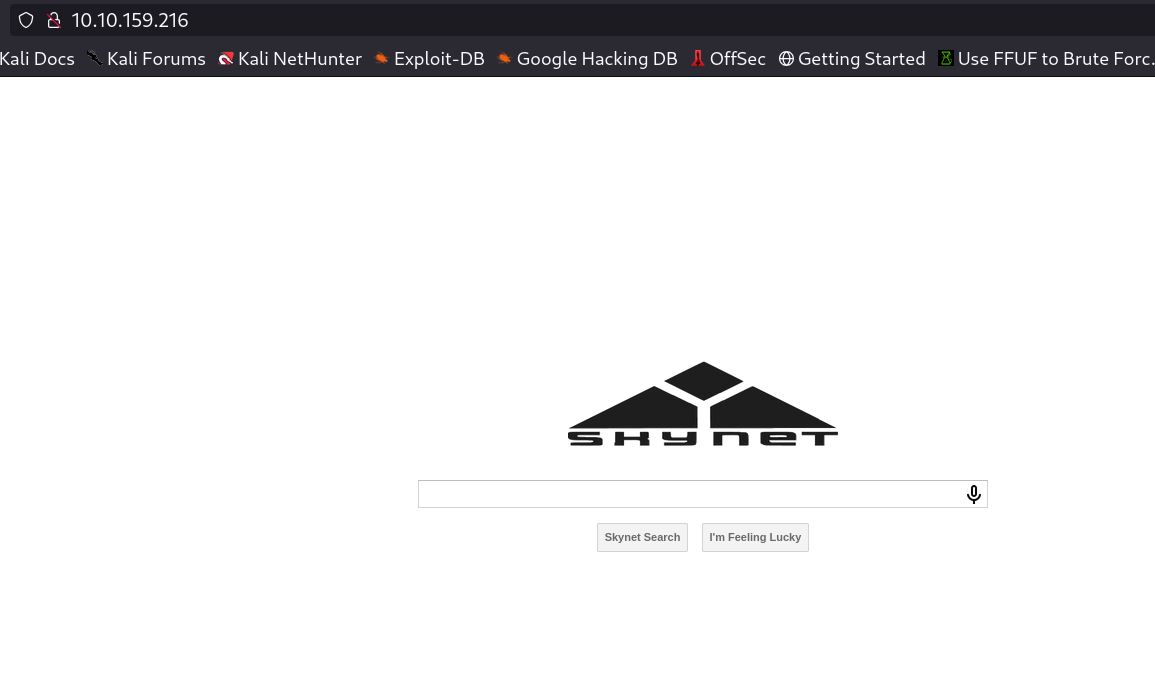 10.10.159.216
Kali Docs Kali Forums Kali NetHunter Exploit-DB Google Hacking DB OffSec Getting Started Use FFUF to Brute Forc…
skynet
Skynet Search I'm Feeling Lucky